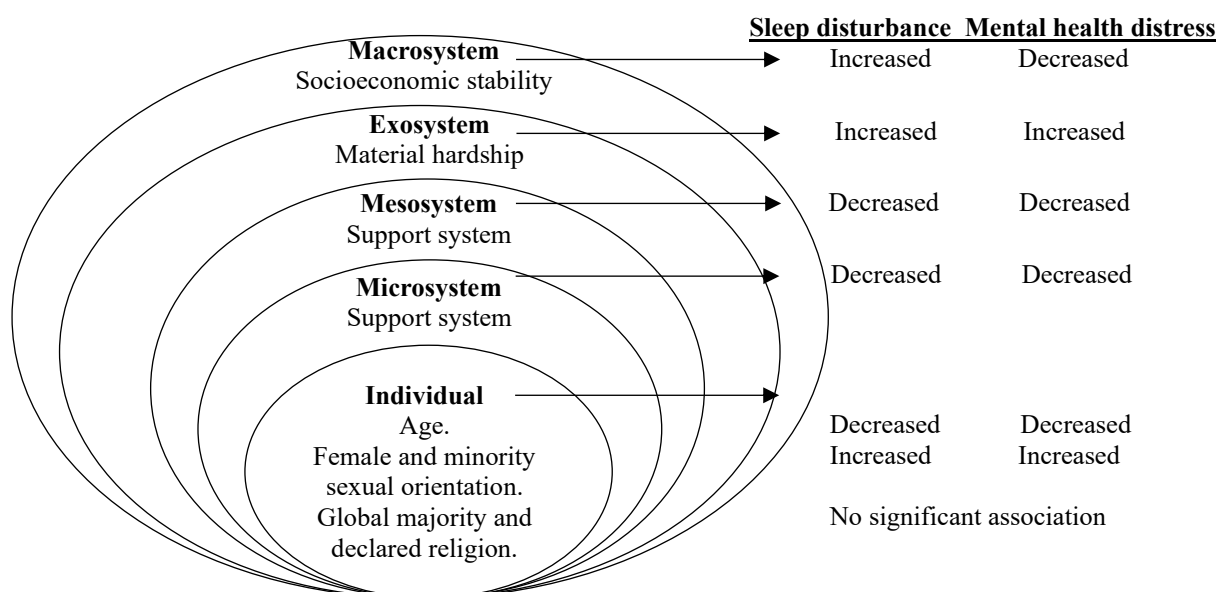 Sleep disturbance Mental health distress
Macrosystem Increased Decreased
Socioeconomic stability
Exosystem Increased Increased
Material hardship
Mesosystem Decreased Decreased
Support system
Microsystem Decreased Decreased
Support system
Individual
Age. Decreased Decreased
Female and minority Increased Increased
sexual orientation.
Global majority and No significant association
declared religion.